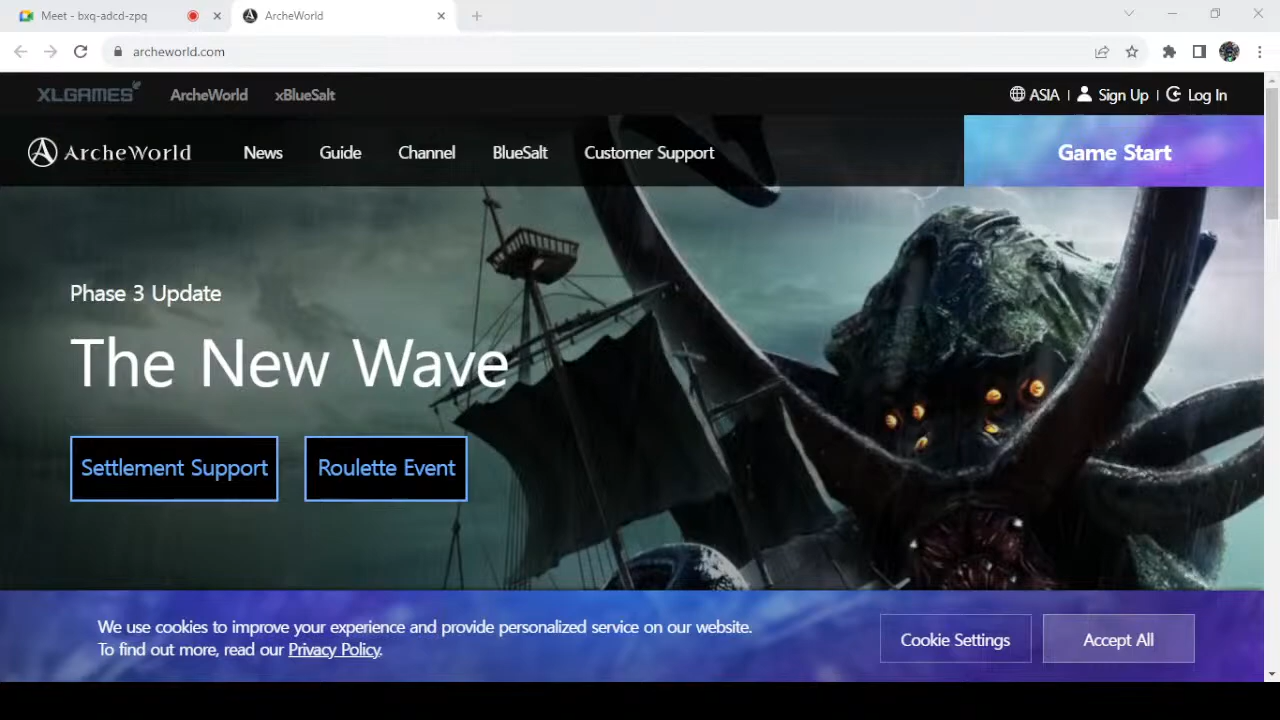 Meet - bxq-adcd-zpq
ArcheWorld
archeworld.com
XLGAMES ArcheWorld xBlueSalt
ASIA | Sign Up | Log In
ArcheWorld News Guide Channel BlueSalt Customer Support Game Start
Phase 3 Update
The New Wave
Settlement Support Roulette Event
We use cookies to improve your experience and provide personalized service on our website.
To find out more, read our Privacy Policy.
Cookie Settings Accept All